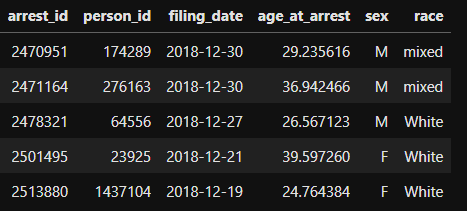 arrest_id person_id filing_date age_at_arrest sex race
2470951 174289 2018-12-30 29.235616 M mixed
2471164 276163 2018-12-30 36.942466 M mixed
2478321 64556 2018-12-27 26.567123 M White
2501495 23925 2018-12-21 39.597260 F White
2513880 1437104 2018-12-19 24.764384 F White